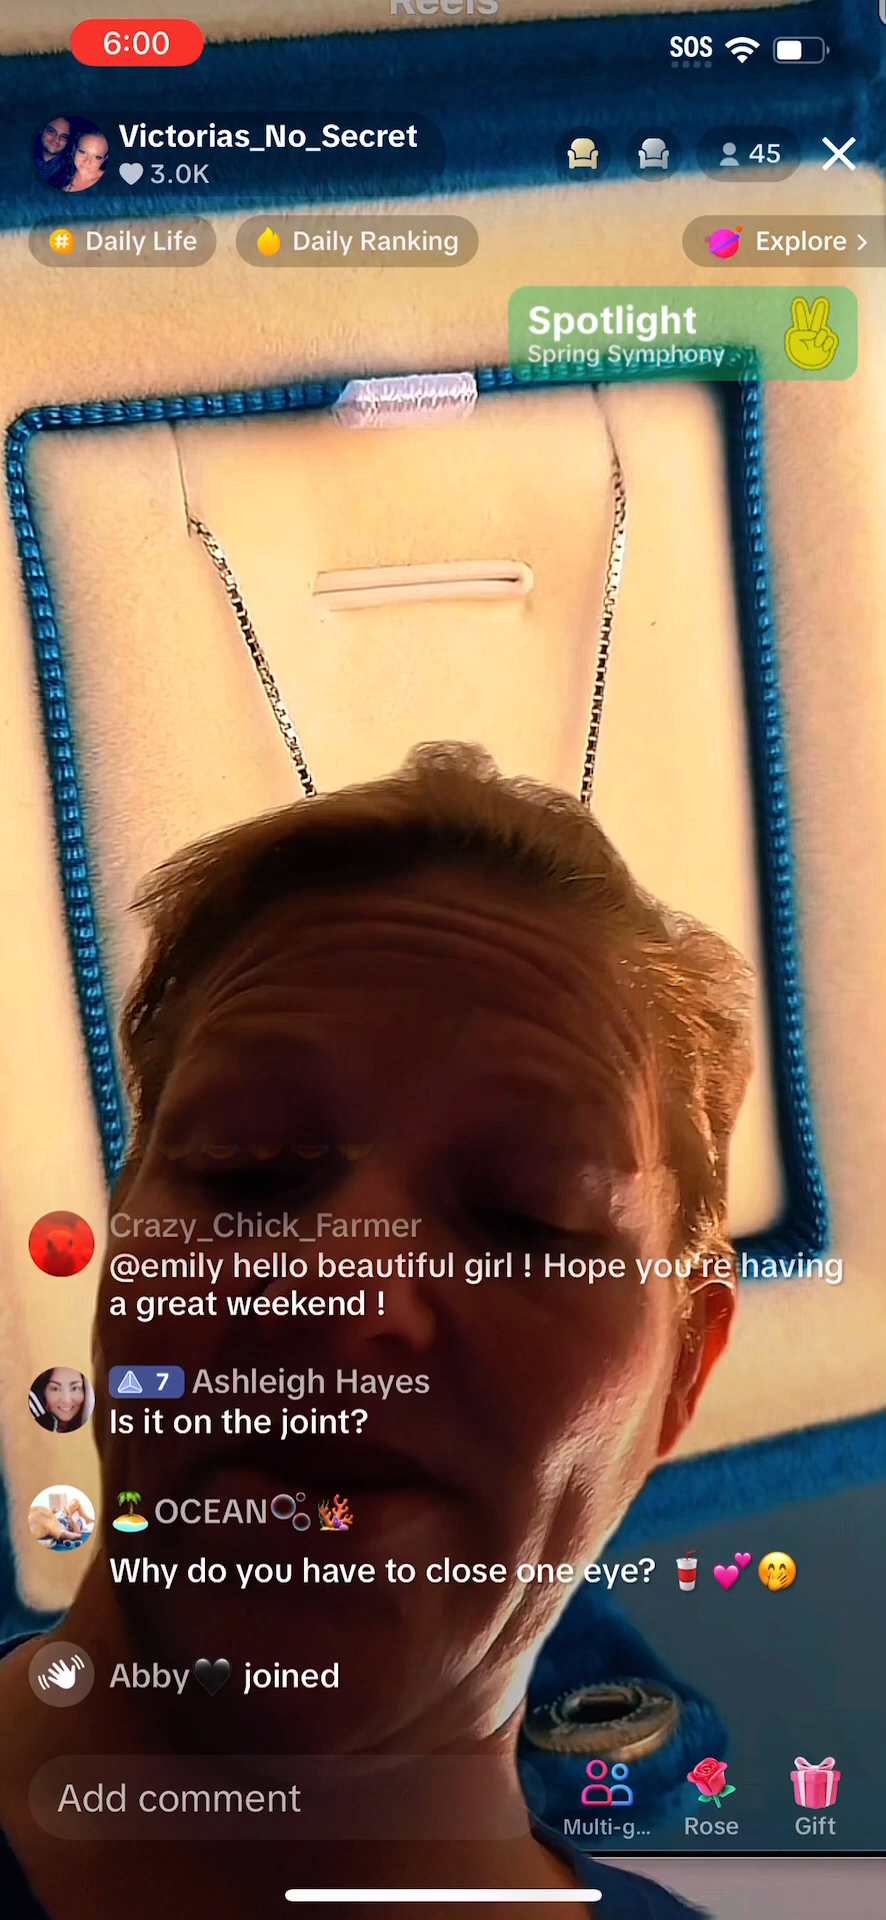 Reels
6:00
SOS
Victorias_No_Secret
3.0K
45
Daily Life
Daily Ranking
Explore >
Spotlight
Spring Symphony
Crazy_Chick_Farmer
@emily hello beautiful girl ! Hope you're having
a great weekend !
7 Ashleigh Hayes
Is it on the joint?
🏝️OCEAN🫧🪸
Why do you have to close one eye? 🥤💕🤭
Abby🖤 joined
Add comment
Multi-g...
Rose
Gift